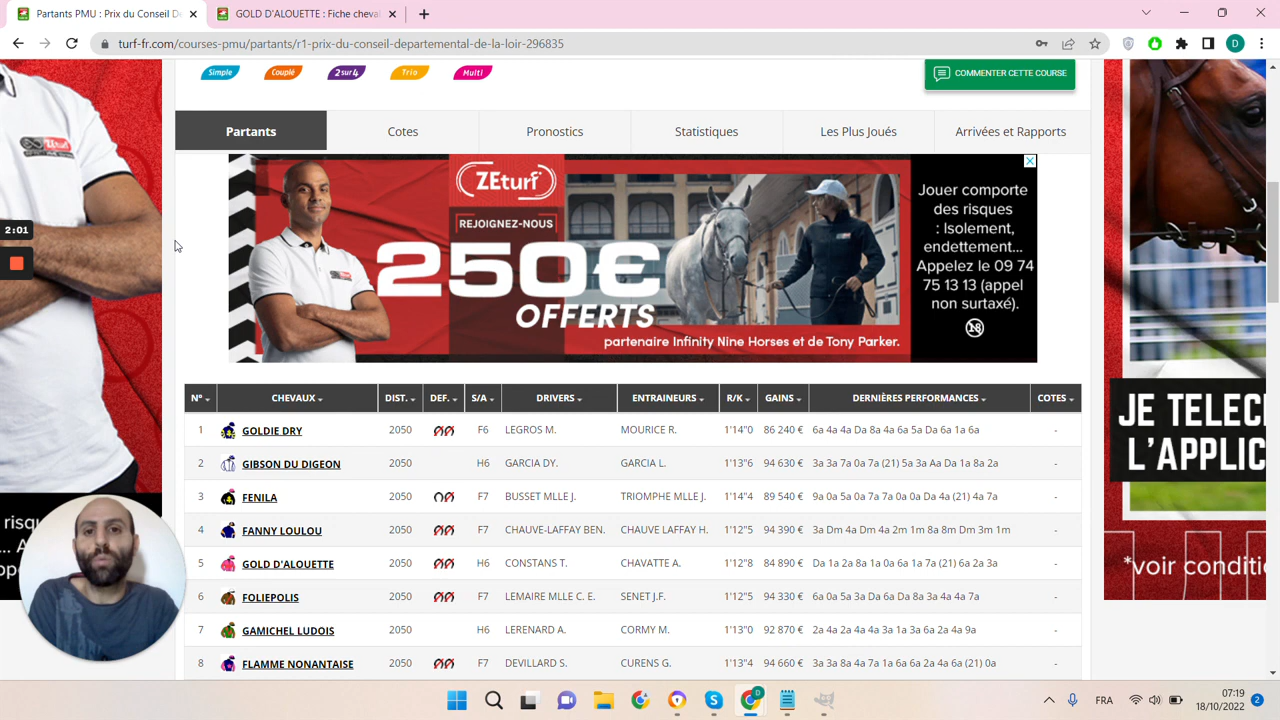 Partants PMU : Prix du Conseil D
GOLD D'ALOUETTE : Fiche cheval
turf-fr.com/courses-pmu/partants/r1-prix-du-conseil-departemental-de-la-loir-296835
D
Simple Couplé 2sur4 Trio Multi
COMMENTER CETTE COURSE
Partants Cotes Pronostics Statistiques Les Plus Joués Arrivées et Rapports
ZEturf
REJOIGNEZ-NOUS
250€
OFFERTS
partenaire Infinity Nine Horses et de Tony Parker.
Jouer comporte
des risques
: Isolement,
endettement...
Appelez le 09 74
75 13 13 (appel
non surtaxé).
18
2:01
N° CHEVAUX DIST. DEF. S/A DRIVERS ENTRAINEURS R/K GAINS DERNIÈRES PERFORMANCES COTES
1 GOLDIE DRY 2050 F6 LEGROS M. MOURICE R. 1'14"0 86 240 € 6a 4a 4a Da 8a 4a 6a 5a Da 6a 1a 6a -
2 GIBSON DU DIGEON 2050 H6 GARCIA DY. GARCIA L. 1'13"6 94 630 € 3a 3a 7a 0a 7a (21) 5a 3a Aa Da 1a 8a 2a -
3 FENILA 2050 F7 BUSSET MLLE J. TRIOMPHE MLLE J. 1'14"4 89 540 € 9a 0a 5a 0a 7a 7a 0a 0a Da 4a (21) 4a 7a -
4 FANNY LOULOU 2050 F7 CHAUVE-LAFFAY BEN. CHAUVE LAFFAY H. 1'12"5 94 390 € 5a Dm 4a Dm 4a 2m 1m 8a 8m Dm 3m 1m -
5 GOLD D'ALOUETTE 2050 H6 CONSTANS T. CHAVATTE A. 1'12"8 84 890 € Da 1a 2a 8a 1a 0a 6a 1a 7a (21) 6a 2a 3a -
6 FOLIEPOLIS 2050 F7 LEMAIRE MLLE C. E. SENET J.F. 1'12"5 94 330 € 6a 0a 5a 3a Da 6a Da 8a 3a 4a 4a 7a -
7 GAMICHEL LUDOIS 2050 H6 LERENARD A. CORMY M. 1'13"0 92 870 € 2a 4a 2a 4a 4a 3a 1a 3a 6a 2a 4a 9a -
8 FLAMME NONANTAISE 2050 F7 DEVILLARD S. CURENS G. 1'13"4 94 660 € 3a 3a 8a 4a 7a 1a 6a 6a 2a 4a 6a (21) 0a -
JE TELEC
L'APPLIC
*voir conditi
FRA
07:19
18/10/2022
2